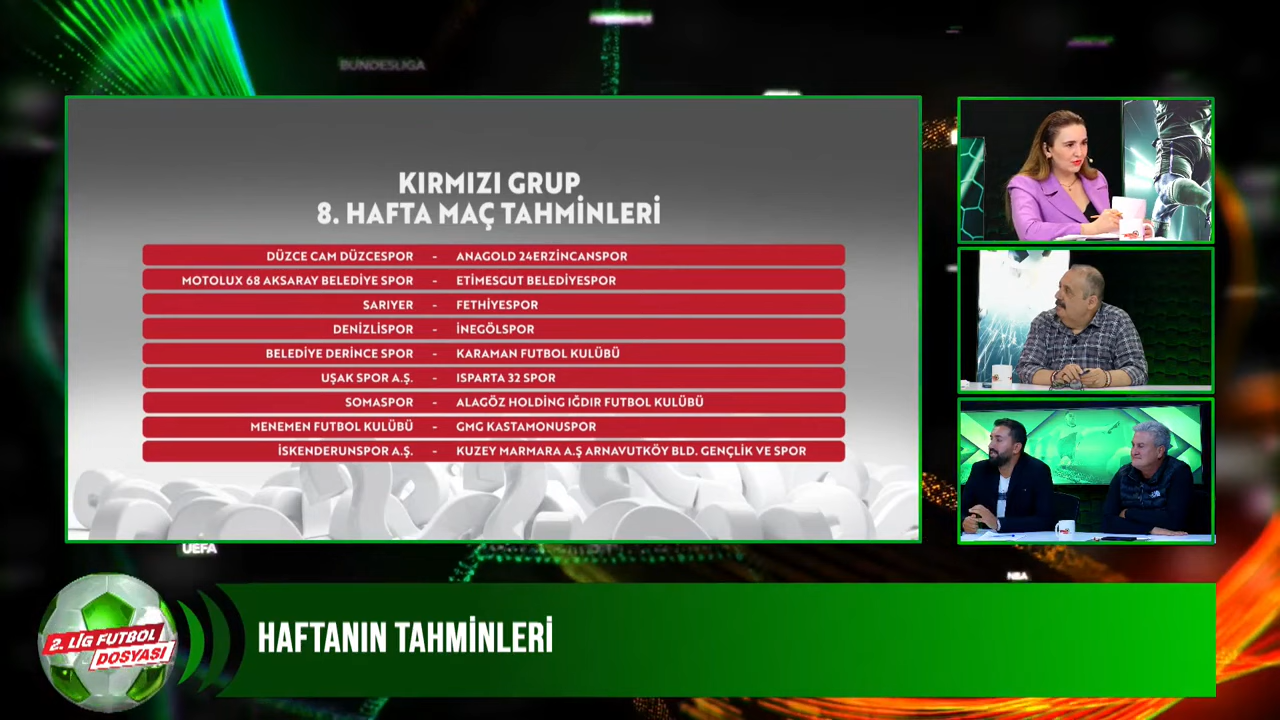 BUNDESLIGA
KIRMIZI GRUP
8. HAFTA MAÇ TAHMİNLERİ
DÜZCE CAM DÜZCESPOR - ANAGOLD 24ERZİNCANSPOR
MOTOLUX 68 AKSARAY BELEDİYE SPOR - ETİMESGUT BELEDİYESPOR
SARIYER - FETHİYESPOR
DENİZLİSPOR - İNEGÖLSPOR
BELEDİYE DERİNCE SPOR - KARAMAN FUTBOL KULÜBÜ
UŞAK SPOR A.Ş. - ISPARTA 32 SPOR
SOMASPOR - ALAGÖZ HOLDİNG IĞDIR FUTBOL KULÜBÜ
MENEMEN FUTBOL KULÜBÜ - GMG KASTAMONUSPOR
İSKENDERUNSPOR A.Ş. - KUZEY MARMARA A.Ş ARNAVUTKÖY BLD. GENÇLİK VE SPOR
UEFA
NBA
2. LİG FUTBOL
DOSYASI
HAFTANIN TAHMİNLERİ